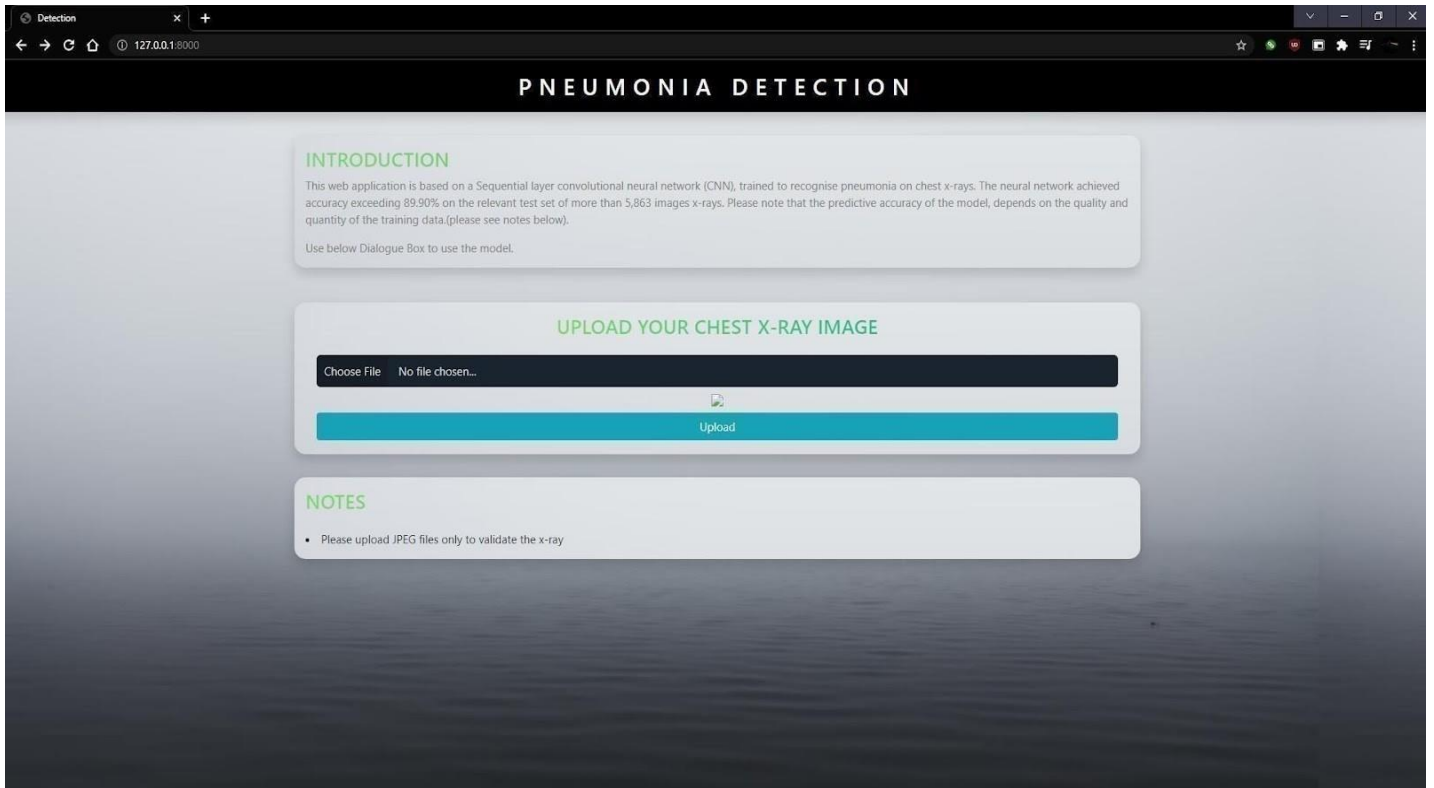 Detection
127.0.0.1:8000
PNEUMONIA DETECTION
INTRODUCTION
This web application is based on a Sequential layer convolutional neural network (CNN), trained to recognise pneumonia on chest x-rays. The neural network achieved
accuracy exceeding 89.90% on the relevant test set of more than 5,863 images x-rays. Please note that the predictive accuracy of the model, depends on the quality and
quantity of the training data.(please see notes below).
Use below Dialogue Box to use the model.
UPLOAD YOUR CHEST X-RAY IMAGE
Choose File No file chosen...
Upload
NOTES
• Please upload JPEG files only to validate the x-ray